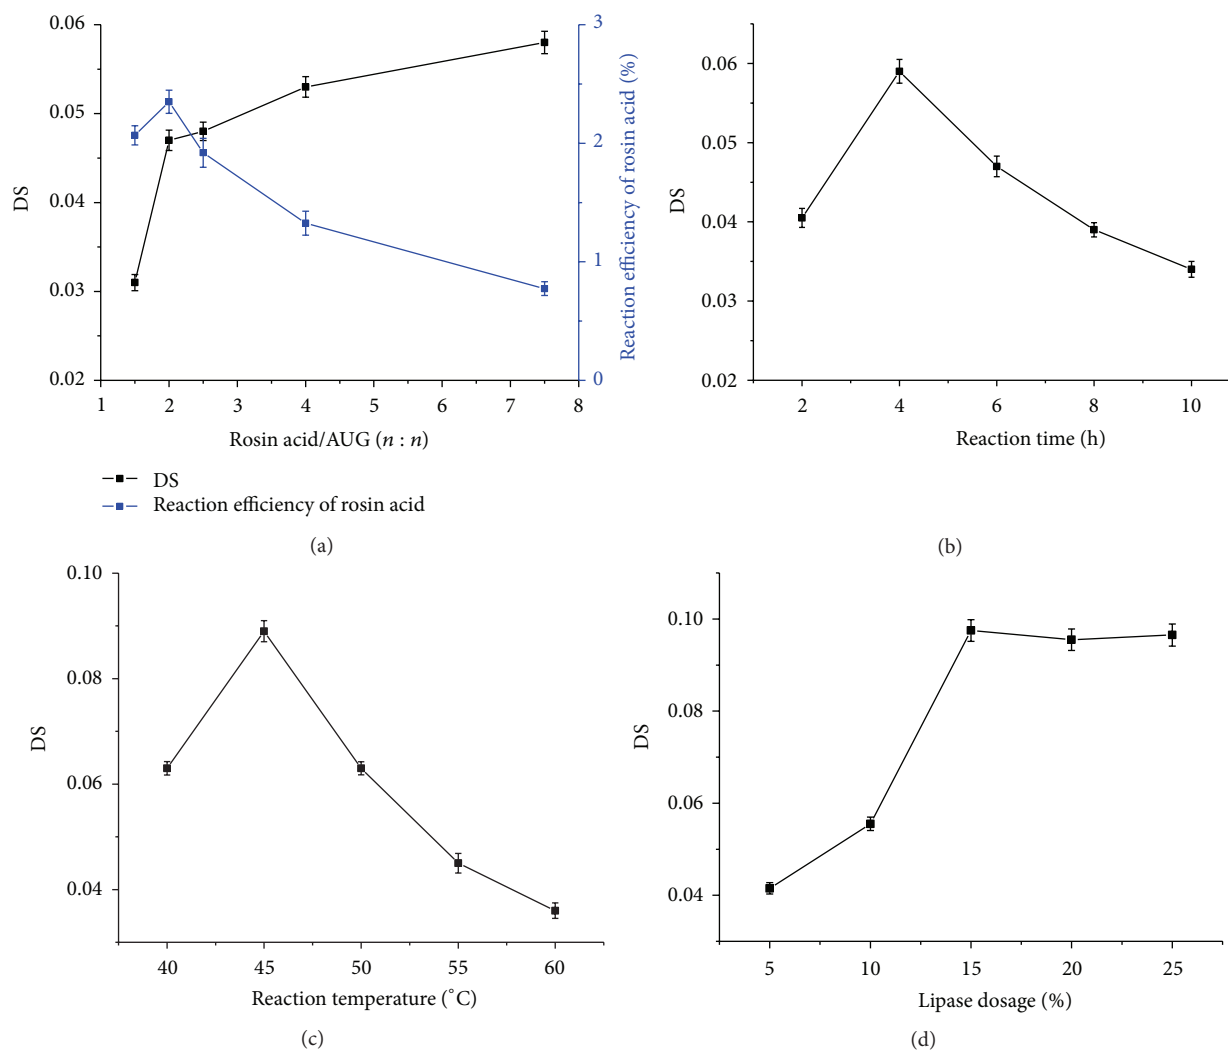 0.06
0.05
0.04
0.03
0.02
DS
3
2
1
0
Reaction efficiency of rosin acid (%)
1 2 3 4 5 6 7 8
Rosin acid/AUG (n : n)
DS
Reaction efficiency of rosin acid
(a)
0.06
0.05
0.04
0.03
0.02
DS
2 4 6 8 10
Reaction time (h)
(b)
0.10
0.08
0.06
0.04
DS
40 45 50 55 60
Reaction temperature (°C)
(c)
0.10
0.08
0.06
0.04
DS
5 10 15 20 25
Lipase dosage (%)
(d)